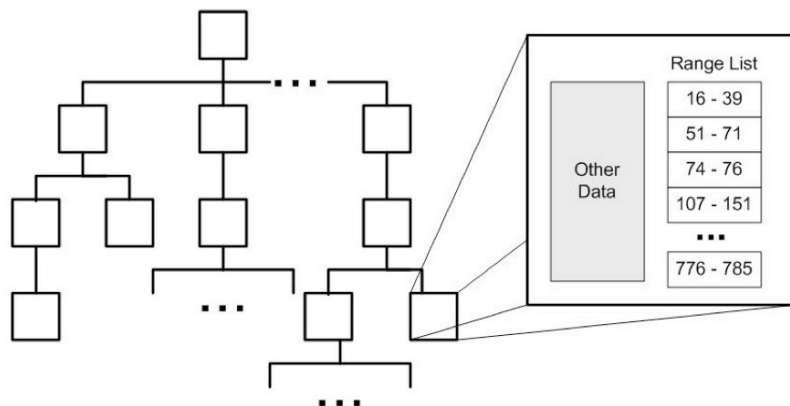 Range List
16 - 39
51 - 71
Other
Data
74 - 76
107 - 151
...
776 - 785
...
...
...